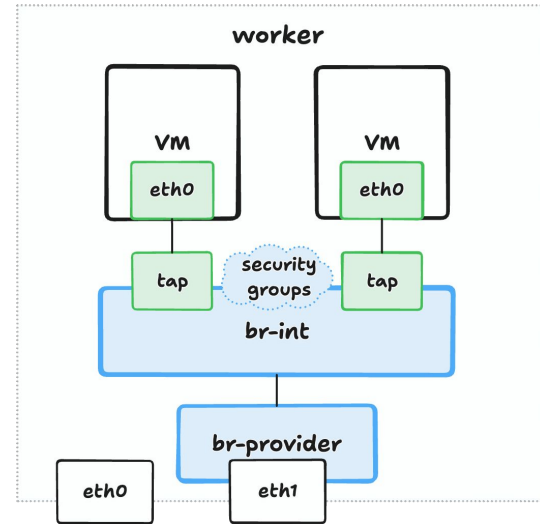 worker
VM
VM
eth0
eth0
tap
security
groups
tap
br-int
br-provider
eth0
eth1